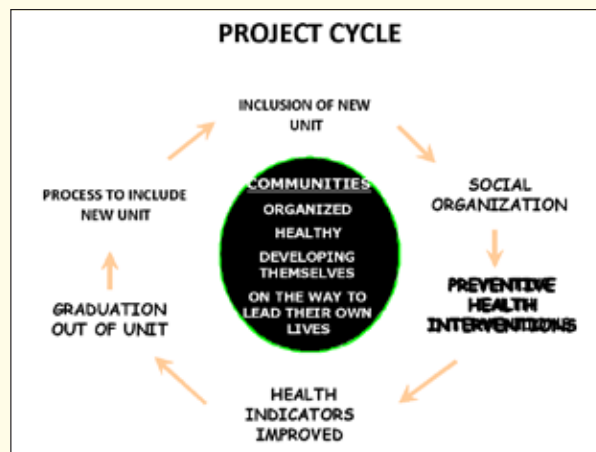 PROJECT CYCLE
INCLUSION OF NEW
UNIT
SOCIAL
ORGANIZATION
PREVENTIVE
HEALTH
INTERVENTIONS
HEALTH
INDICATORS
IMPROVED
GRADUATION
OUT OF UNIT
PROCESS TO INCLUDE
NEW UNIT
COMMUNITIES
ORGANIZED
HEALTHY
DEVELOPING
THEMSELVES
ON THE WAY TO
LEAD THEIR OWN
LIVES